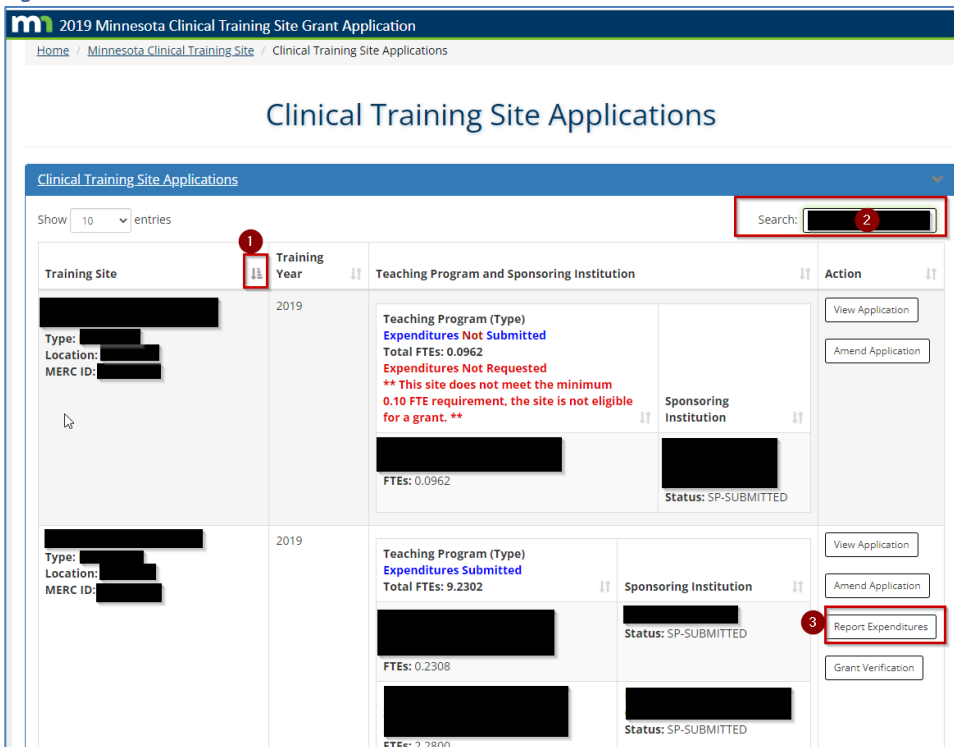 2019 Minnesota Clinical Training Site Grant Application
Home / Minnesota Clinical Training Site / Clinical Training Site Applications
Clinical Training Site Applications
Clinical Training Site Applications
Show 10 entries
Search: 2
1
Training Site
Training
Year
Teaching Program and Sponsoring Institution
Action
Type:
Location:
MERC ID:
2019
Teaching Program (Type)
Expenditures Not Submitted
Total FTEs: 0.0962
Expenditures Not Requested
** This site does not meet the minimum
0.10 FTE requirement, the site is not eligible
for a grant. **
Sponsoring
Institution
FTEs: 0.0962
Status: SP-SUBMITTED
View Application
Amend Application
Type:
Location:
MERC ID:
2019
Teaching Program (Type)
Expenditures Submitted
Total FTEs: 9.2302
Sponsoring Institution
Status: SP-SUBMITTED
FTEs: 0.2308
Status: SP-SUBMITTED
FTEs: 2.2800
View Application
Amend Application
3
Report Expenditures
Grant Verification